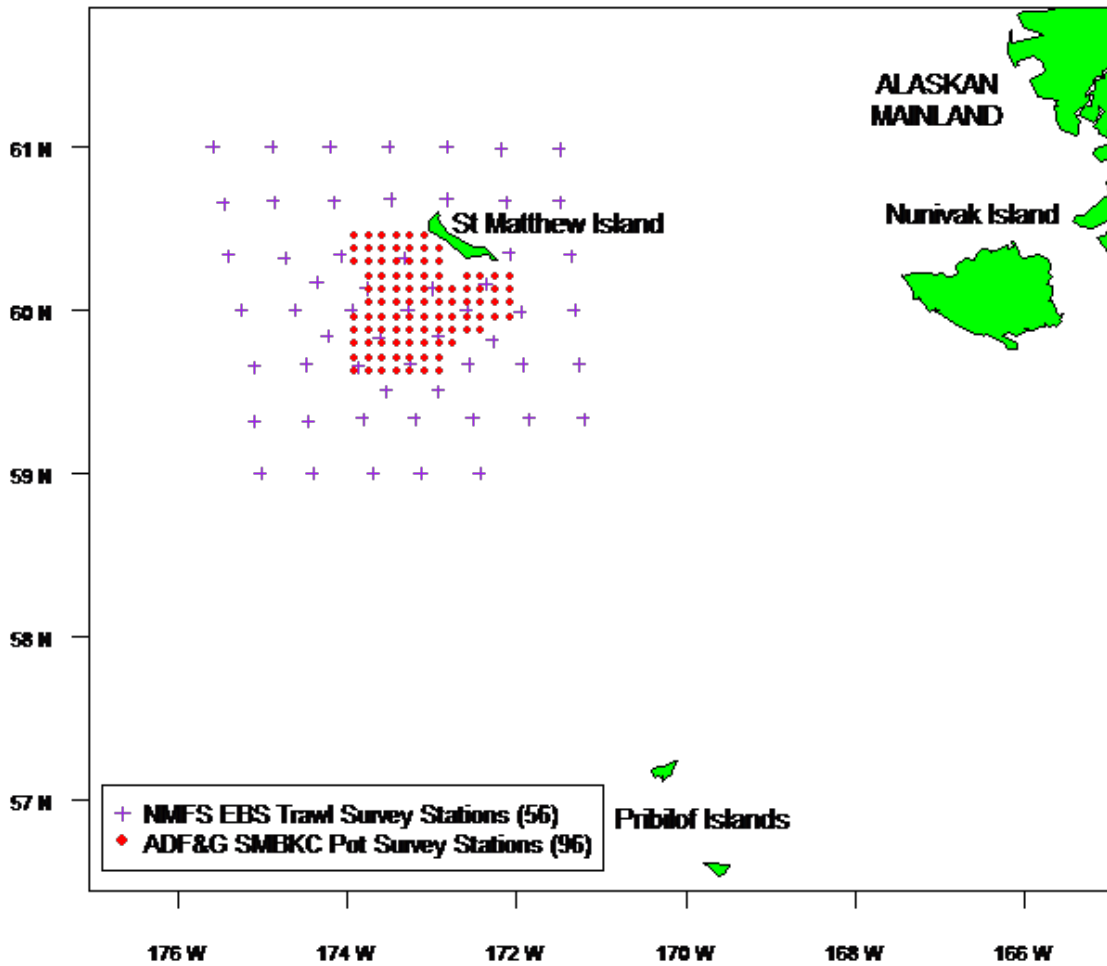 ALASKAN
MAINLAND
61 N
St Matthew Island
Nunivak Island
60 N
59 N
58 N
57 N
NMFS EBS Trawl Survey Stations (56)
Pribilof Islands
ADF&G SMBKC Pot Survey Stations (96)
176 W
174 W
172 W
170 W
168 W
166 W